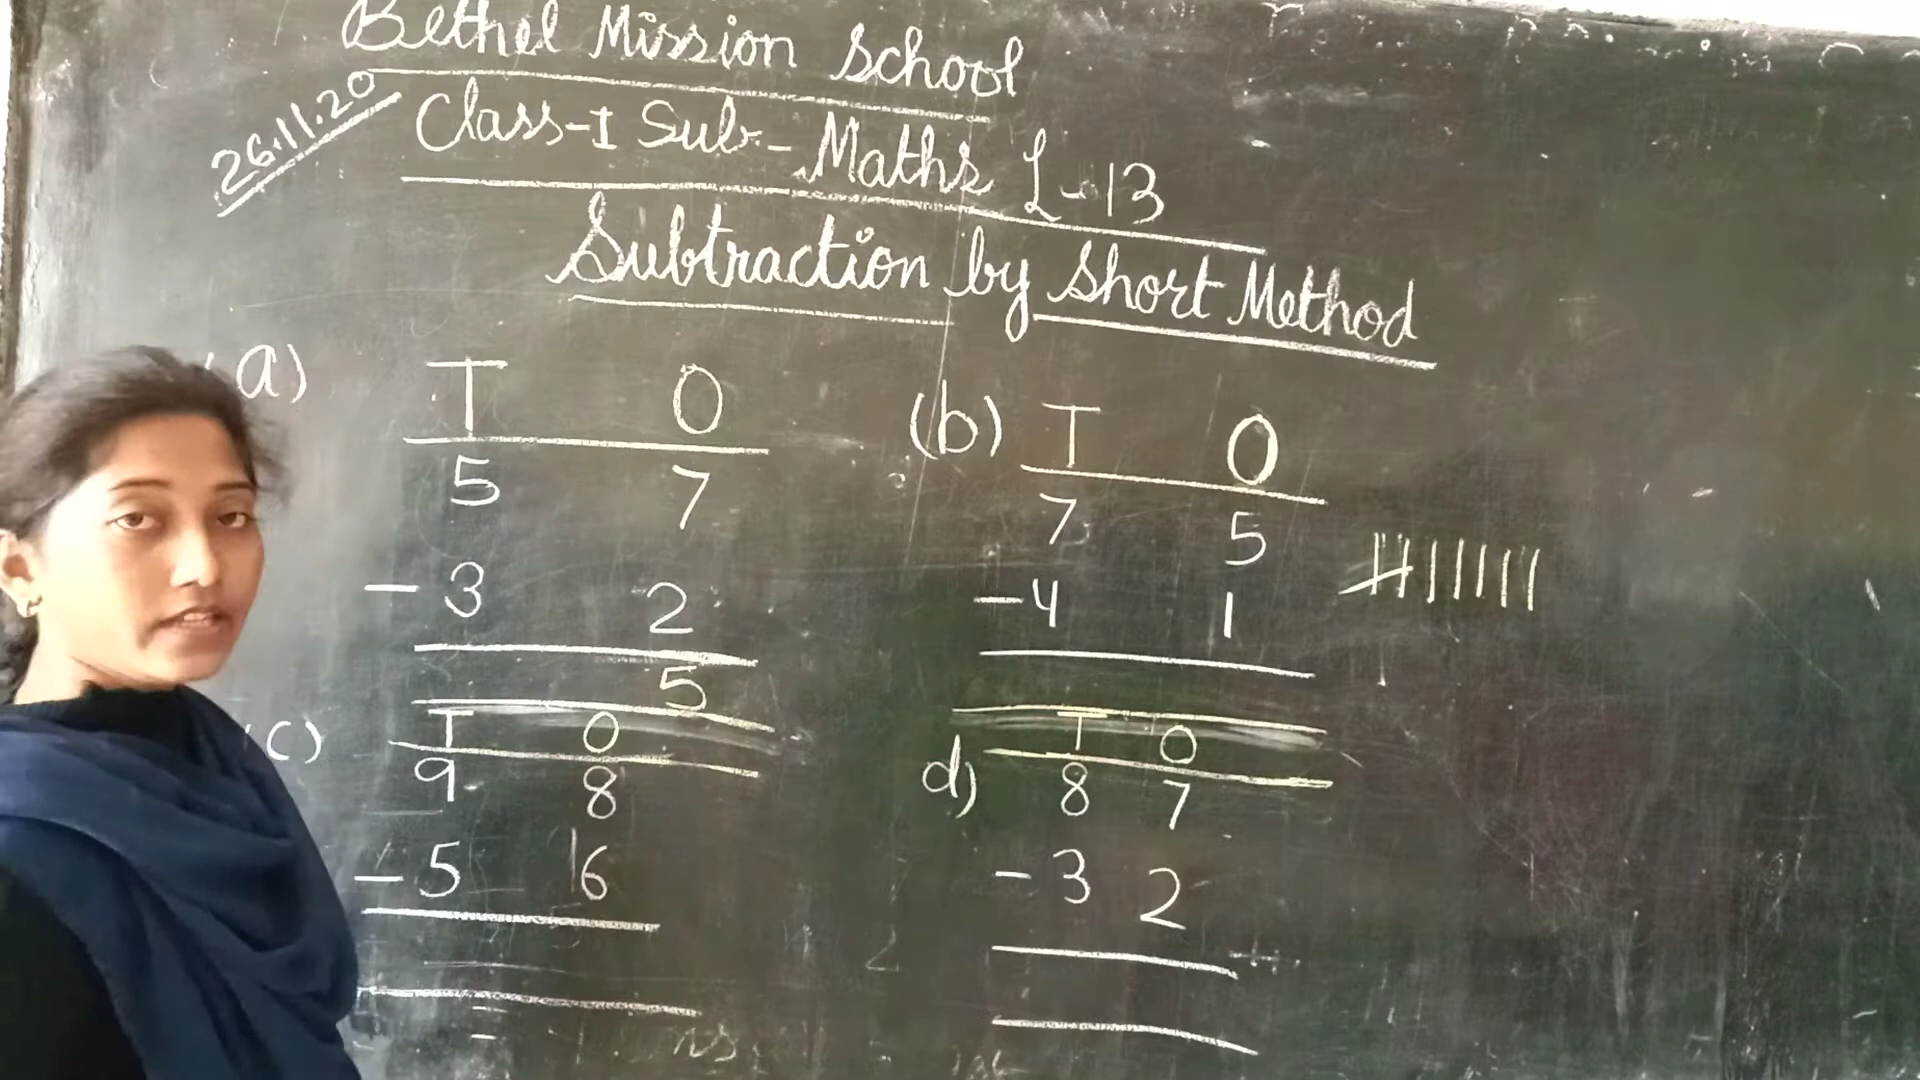 Bethel Mission School
26.11.20
Class-I Sub- Maths L-13
Subtraction by Short Method
(a) T O
5 7
- 3 2
5
(b) T O
7 5
- 4 1
(c) T O
9 8
- 5 6
d) T O
8 7
- 3 2